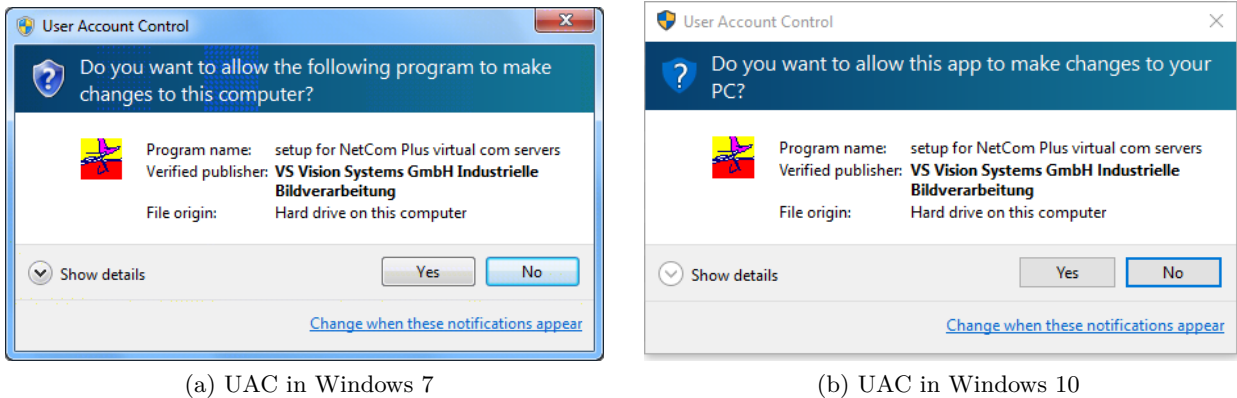 User Account Control
Do you want to allow the following program to make
changes to this computer?
Program name: setup for NetCom Plus virtual com servers
Verified publisher: VS Vision Systems GmbH Industrielle
Bildverarbeitung
File origin: Hard drive on this computer
Show details
Yes
No
Change when these notifications appear
(a) UAC in Windows 7
User Account Control
Do you want to allow this app to make changes to your
PC?
Program name: setup for NetCom Plus virtual com servers
Verified publisher: VS Vision Systems GmbH Industrielle
Bildverarbeitung
File origin: Hard drive on this computer
Show details
Yes
No
Change when these notifications appear
(b) UAC in Windows 10